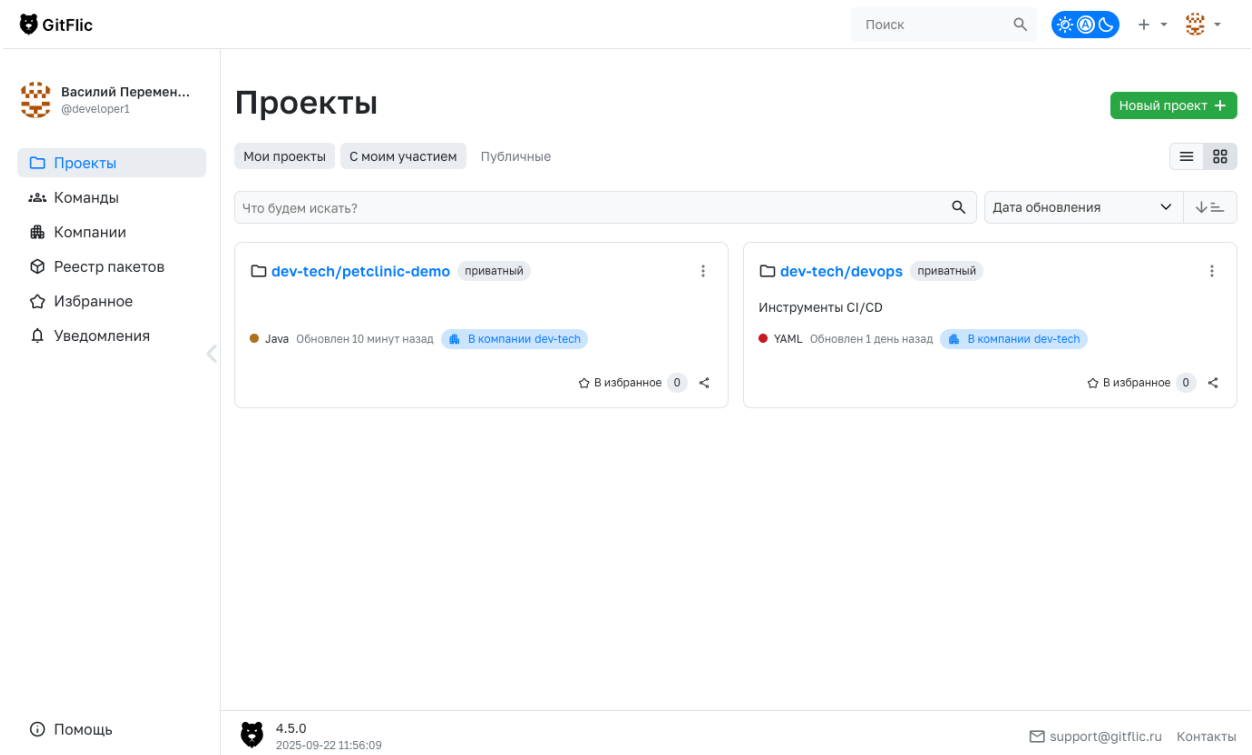 GitFlic
Поиск
Василий Перемен...
@developer1
Проекты
Команды
Компании
Реестр пакетов
Избранное
Уведомления
Помощь
Проекты
Новый проект
Мои проекты С моим участием Публичные
Что будем искать?
Дата обновления
dev-tech/petclinic-demo приватный
Java Обновлен 10 минут назад В компании dev-tech
В избранное 0
dev-tech/devops приватный
Инструменты CI/CD
YAML Обновлен 1 день назад В компании dev-tech
В избранное 0
4.5.0
2025-09-22 11:56:09
support@gitflic.ru Контакты